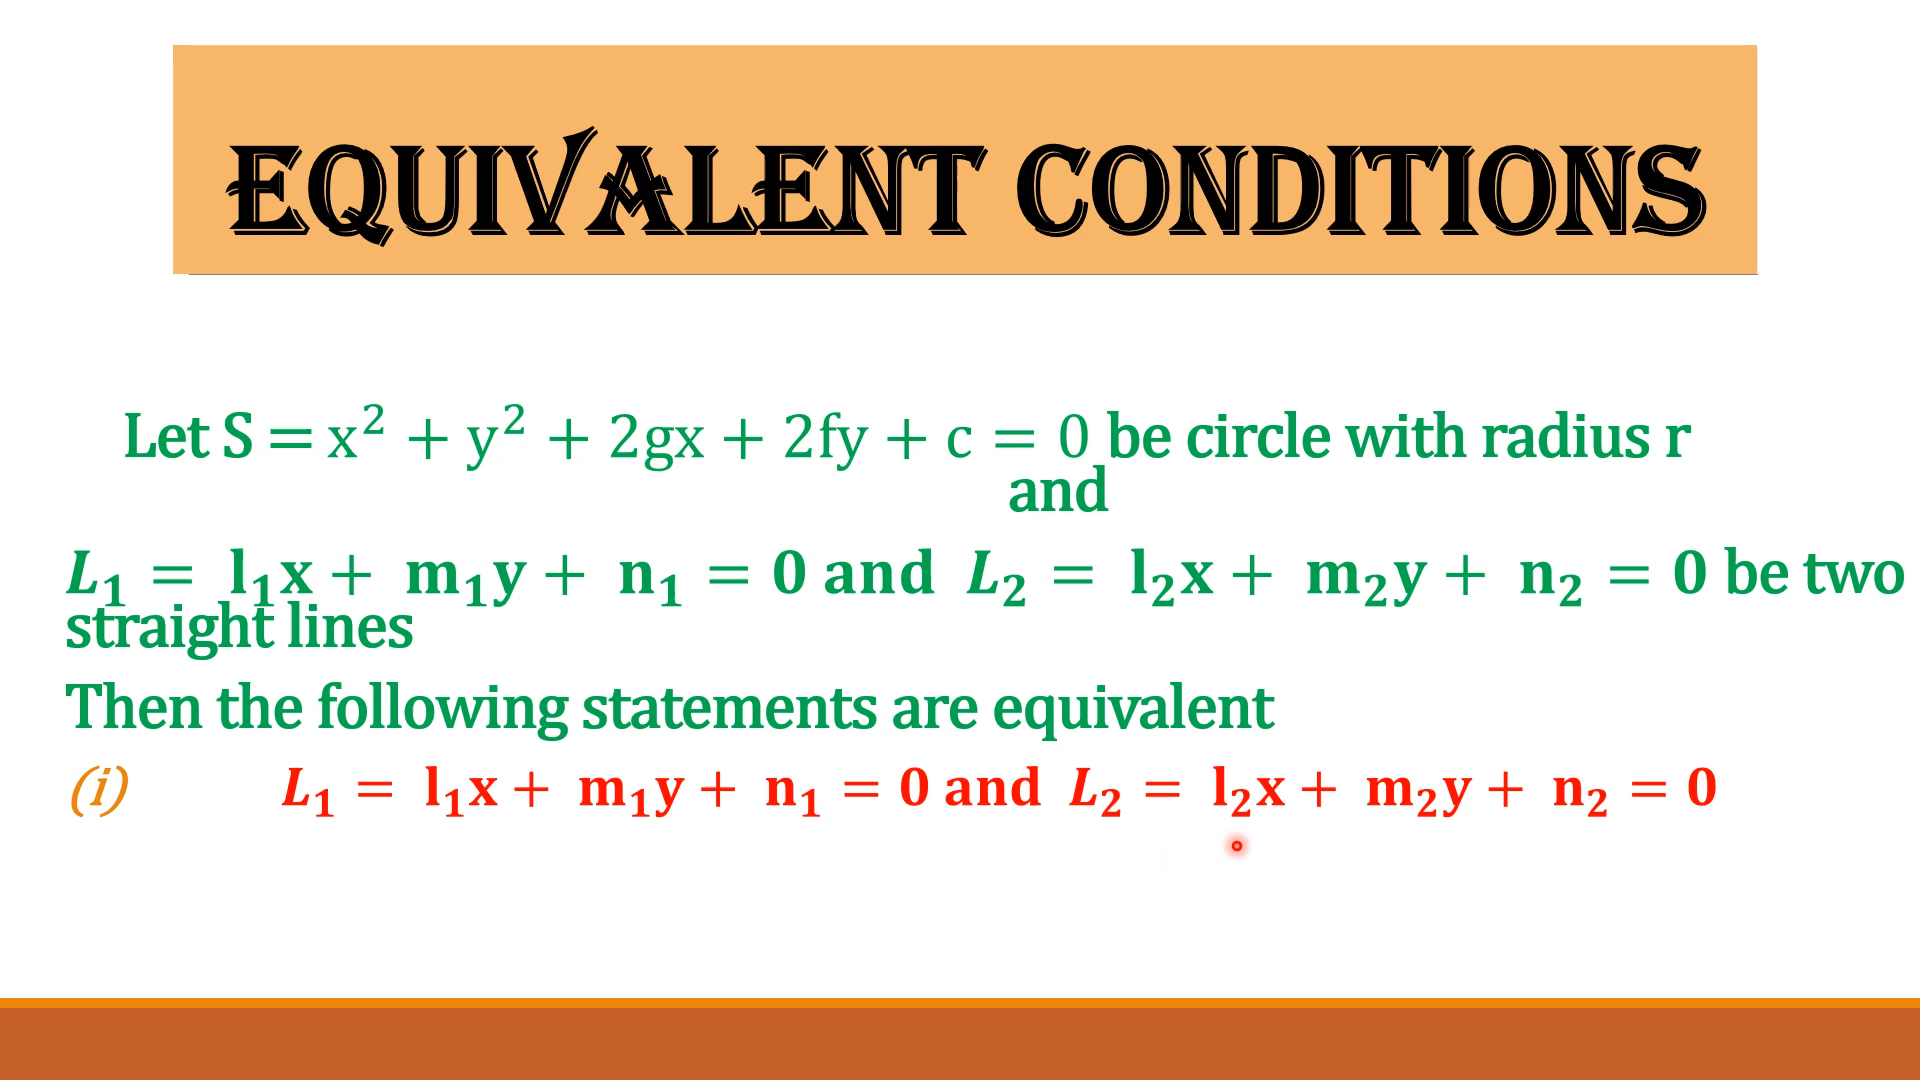 EQUIVALENT CONDITIONS
Let S = x² + y² + 2gx + 2fy + c = 0 be circle with radius r
and
L₁ = l₁x + m₁y + n₁ = 0 and L₂ = l₂x + m₂y + n₂ = 0 be two
straight lines
Then the following statements are equivalent
(i) L₁ = l₁x + m₁y + n₁ = 0 and L₂ = l₂x + m₂y + n₂ = 0